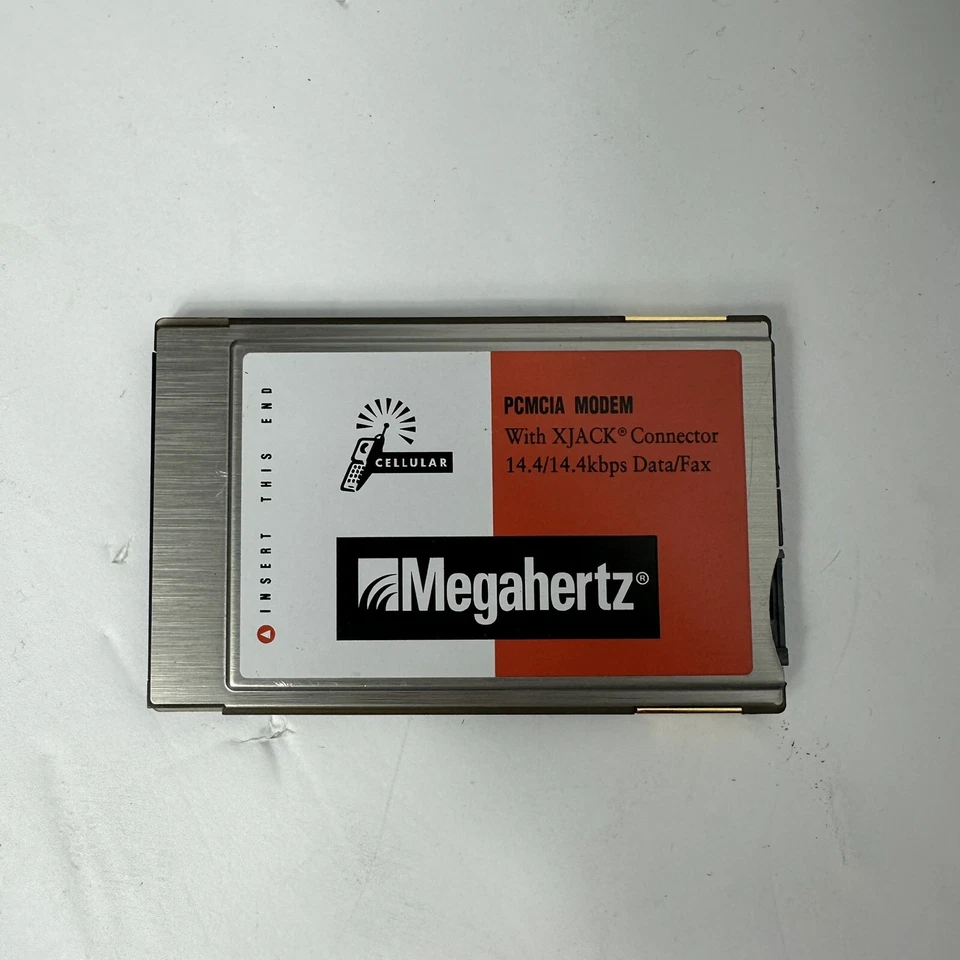 INSERT THIS END
CELLULAR
PCMCIA MODEM
With XJACK® Connector
14.4/14.4kbps Data/Fax
Megahertz®